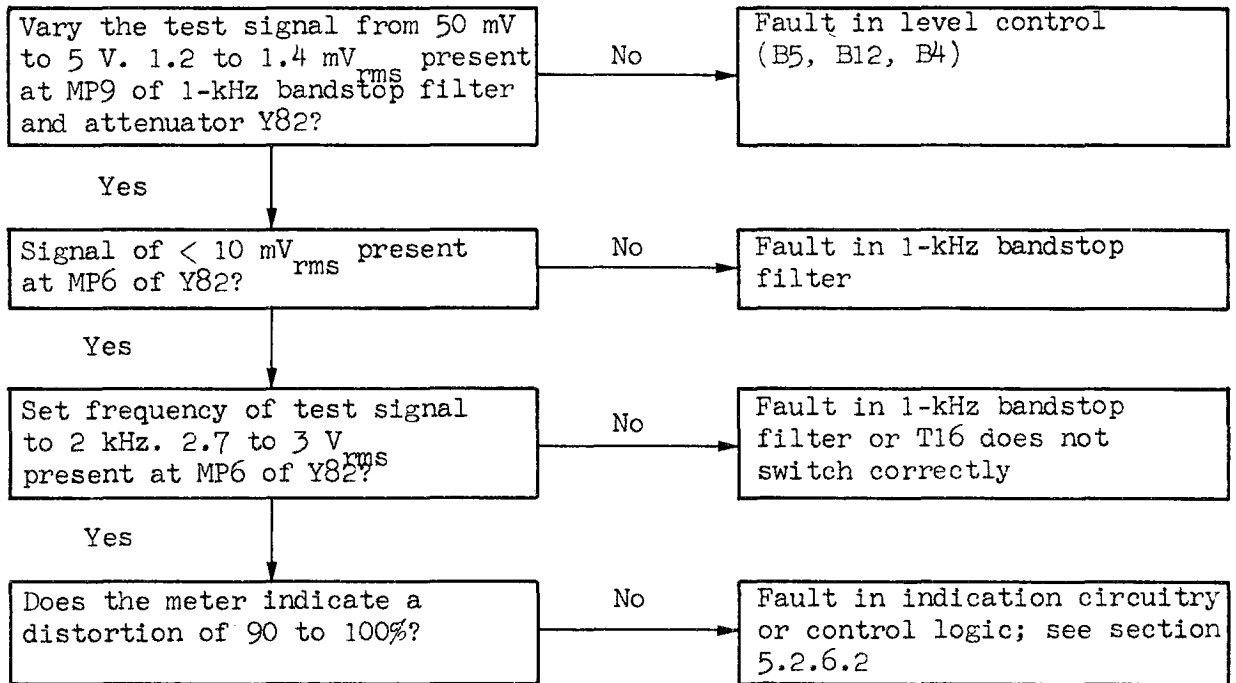 Vary the test signal from 50 mV
to 5 V. 1.2 to 1.4 mVrms present
at MP9 of 1-kHz bandstop filter
and attenuator Y82?
No
Fault in level control
(B5, B12, B4)
Yes
Signal of < 10 mVrms present
at MP6 of Y82?
No
Fault in 1-kHz bandstop
filter
Yes
Set frequency of test signal
to 2 kHz. 2.7 to 3 Vrms
present at MP6 of Y82?
No
Fault in 1-kHz bandstop
filter or T16 does not
switch correctly
Yes
Does the meter indicate a
distortion of 90 to 100%?
No
Fault in indication circuitry
or control logic; see section
5.2.6.2